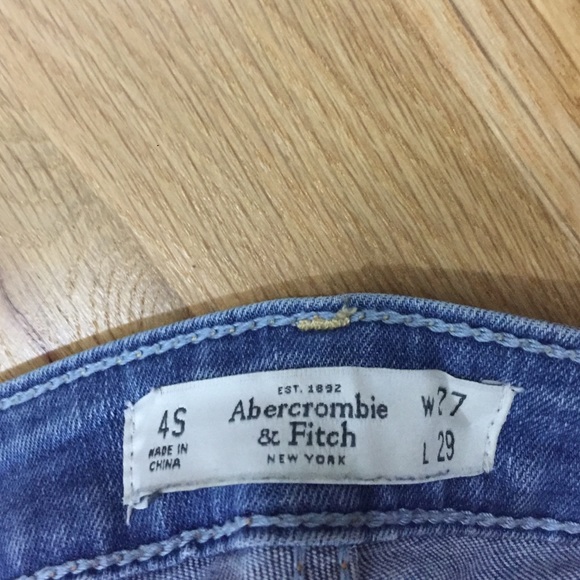 4S
MADE IN
CHINA
EST. 1892
Abercrombie
& Fitch
NEW YORK
W27
L 29